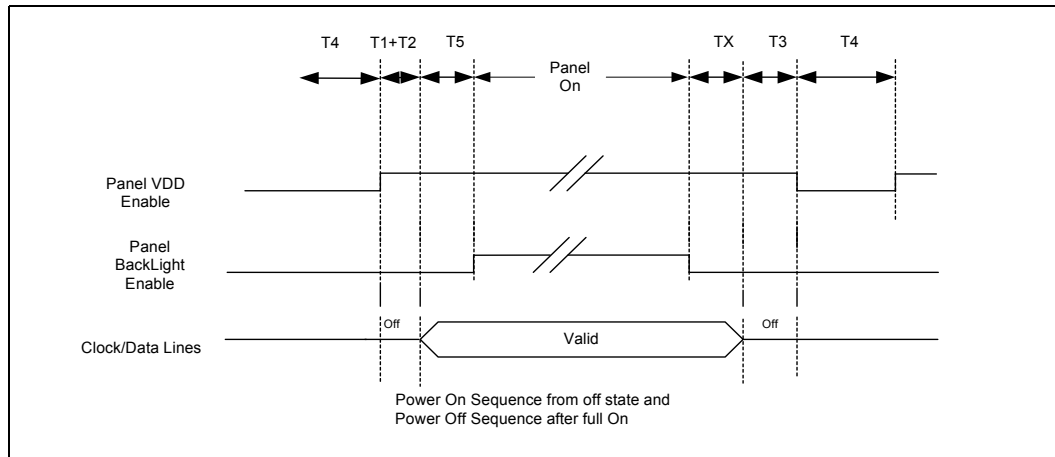 T4 T1+T2 T5 TX T3 T4
Panel
On
Panel VDD
Enable
Panel
BackLight
Enable
Off
Off
Clock/Data Lines
Valid
Power On Sequence from off state and
Power Off Sequence after full On